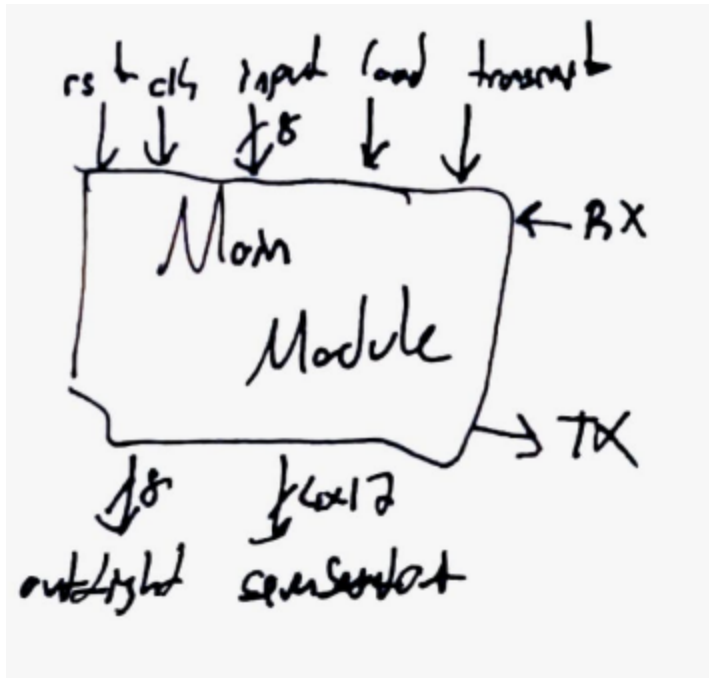 rst clk input load transmit
8
RX
Main
Module
TX
8
outLight